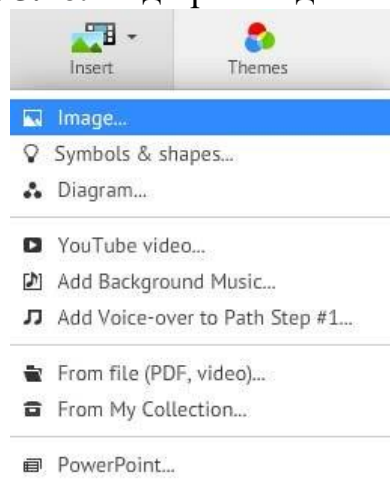 Insert
Themes
Image...
Symbols & shapes...
Diagram...
YouTube video...
Add Background Music...
Add Voice-over to Path Step #1...
From file (PDF, video)...
From My Collection...
PowerPoint...